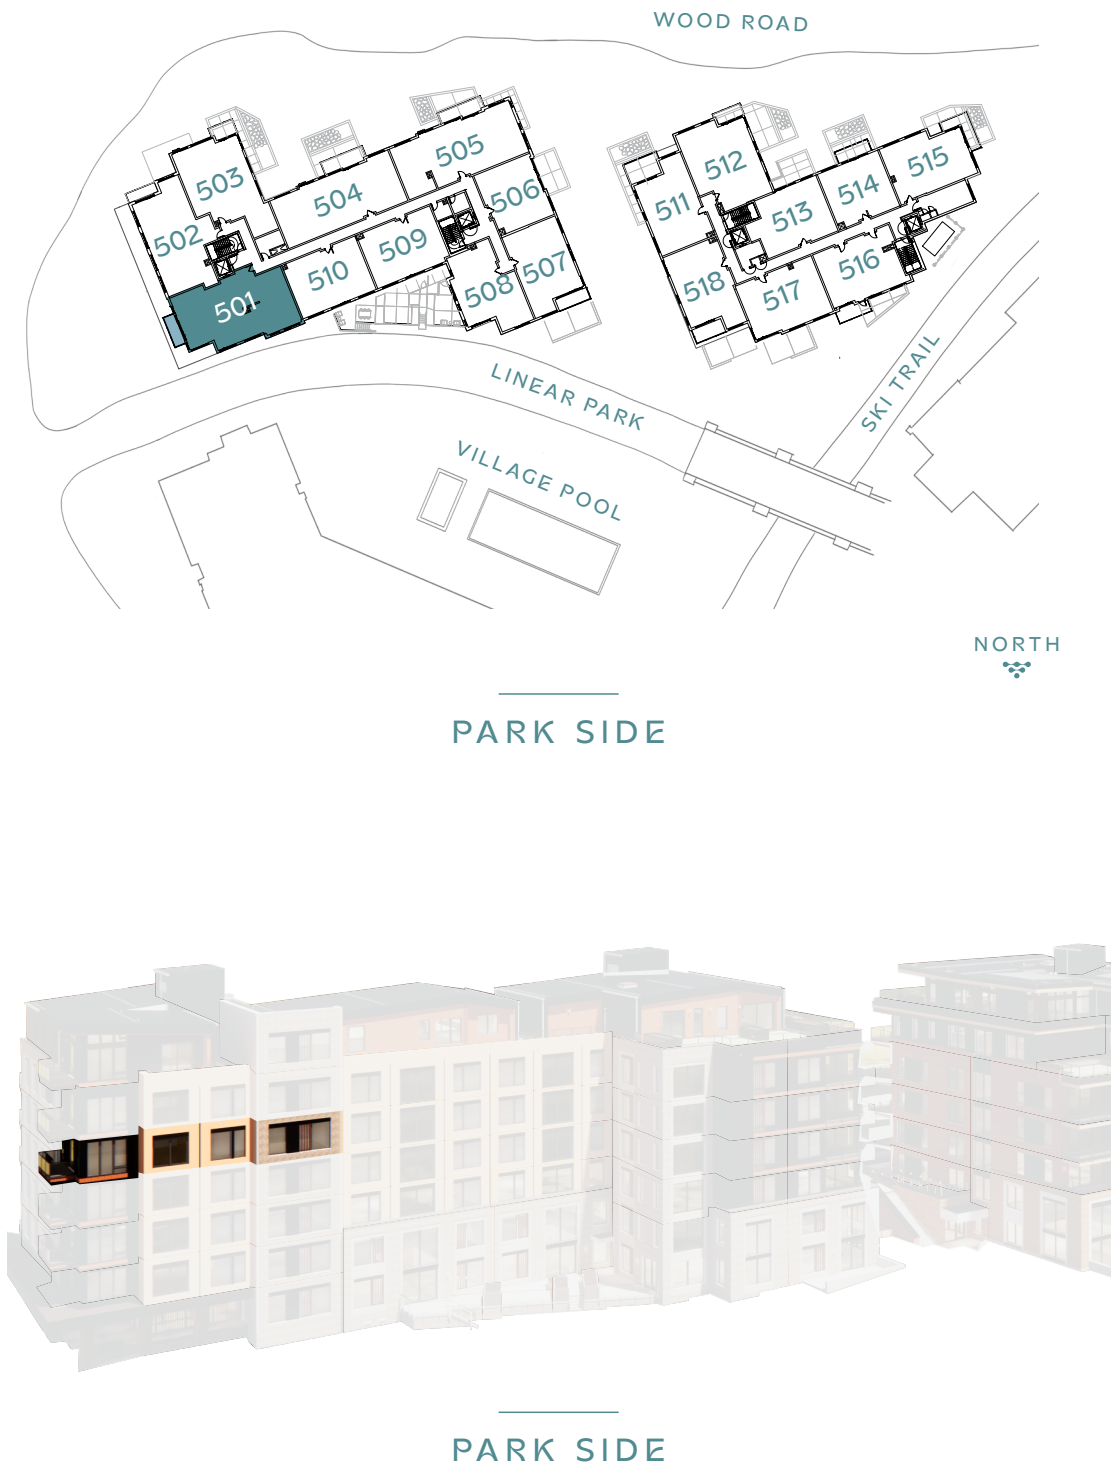 WOOD ROAD
505
512
515
503
504
514
506
511
513
502
509
516
510
507
518
508
517
501
LINEAR PARK
SKI TRAIL
VILLAGE POOL
NORTH
PARK SIDE
PARK SIDE